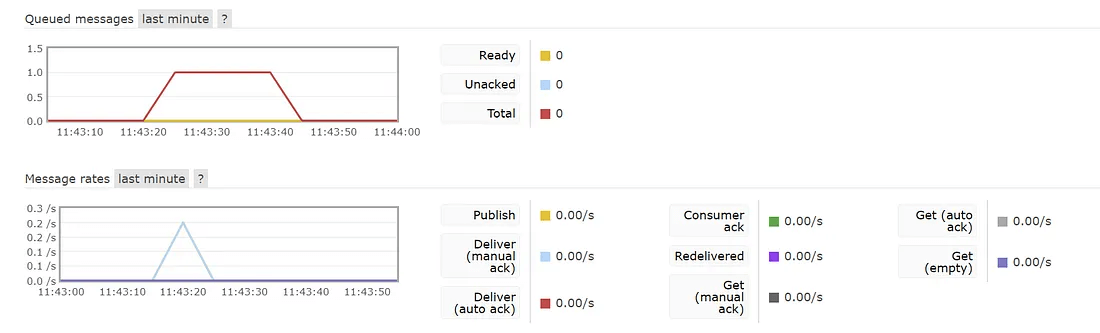 Queued messages last minute ?
1.5
1.0
0.5
0.0
11:43:10 11:43:20 11:43:30 11:43:40 11:43:50 11:44:00
Ready 0
Unacked 0
Total 0
Message rates last minute ?
0.3 /s
0.2 /s
0.2 /s
0.1 /s
0.1 /s
0.0 /s
11:43:00 11:43:10 11:43:20 11:43:30 11:43:40 11:43:50
Publish 0.00/s
Deliver
(manual 0.00/s
ack)
Deliver
(auto ack) 0.00/s
Consumer
ack 0.00/s
Redelivered 0.00/s
Get
(manual 0.00/s
ack)
Get (auto
ack) 0.00/s
Get
(empty) 0.00/s